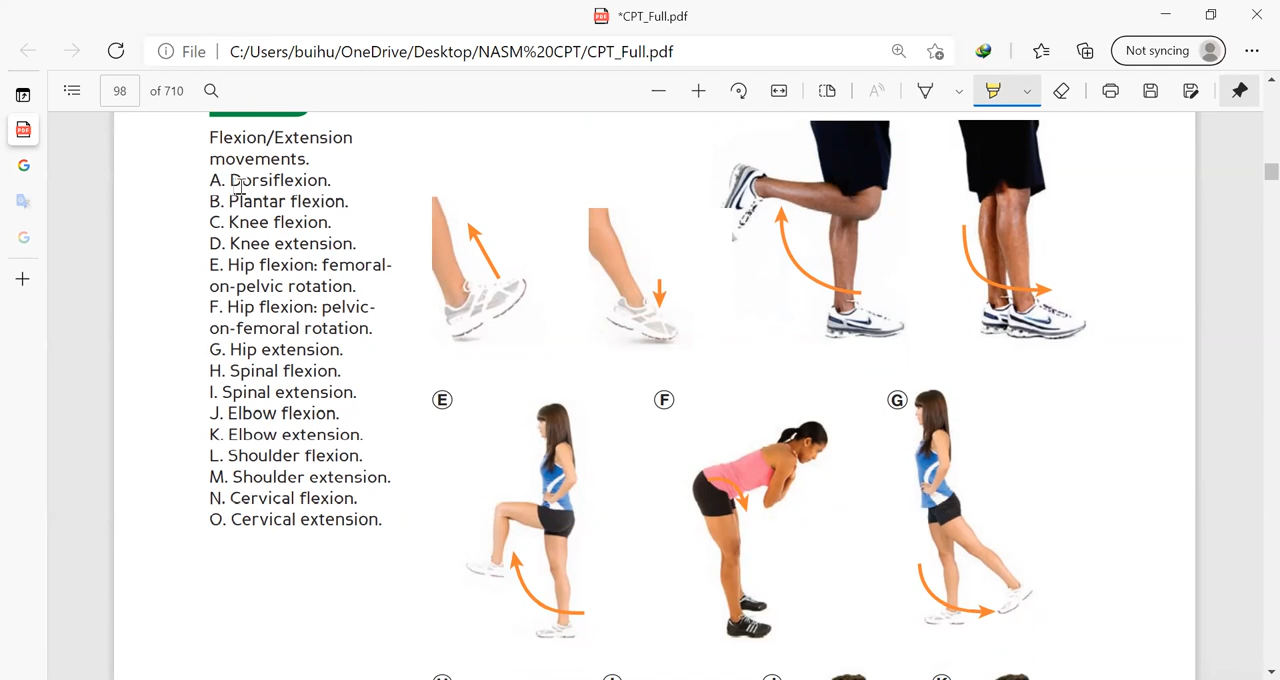 *CPT_Full.pdf
File
C:/Users/buihu/OneDrive/Desktop/NASM%20CPT/CPT_Full.pdf
Not syncing
98 of 710
Flexion/Extension
movements.
A. Dorsiflexion.
B. Plantar flexion.
C. Knee flexion.
D. Knee extension.
E. Hip flexion: femoral-
on-pelvic rotation.
F. Hip flexion: pelvic-
on-femoral rotation.
G. Hip extension.
H. Spinal flexion.
I. Spinal extension.
J. Elbow flexion.
K. Elbow extension.
L. Shoulder flexion.
M. Shoulder extension.
N. Cervical flexion.
O. Cervical extension.
E F G